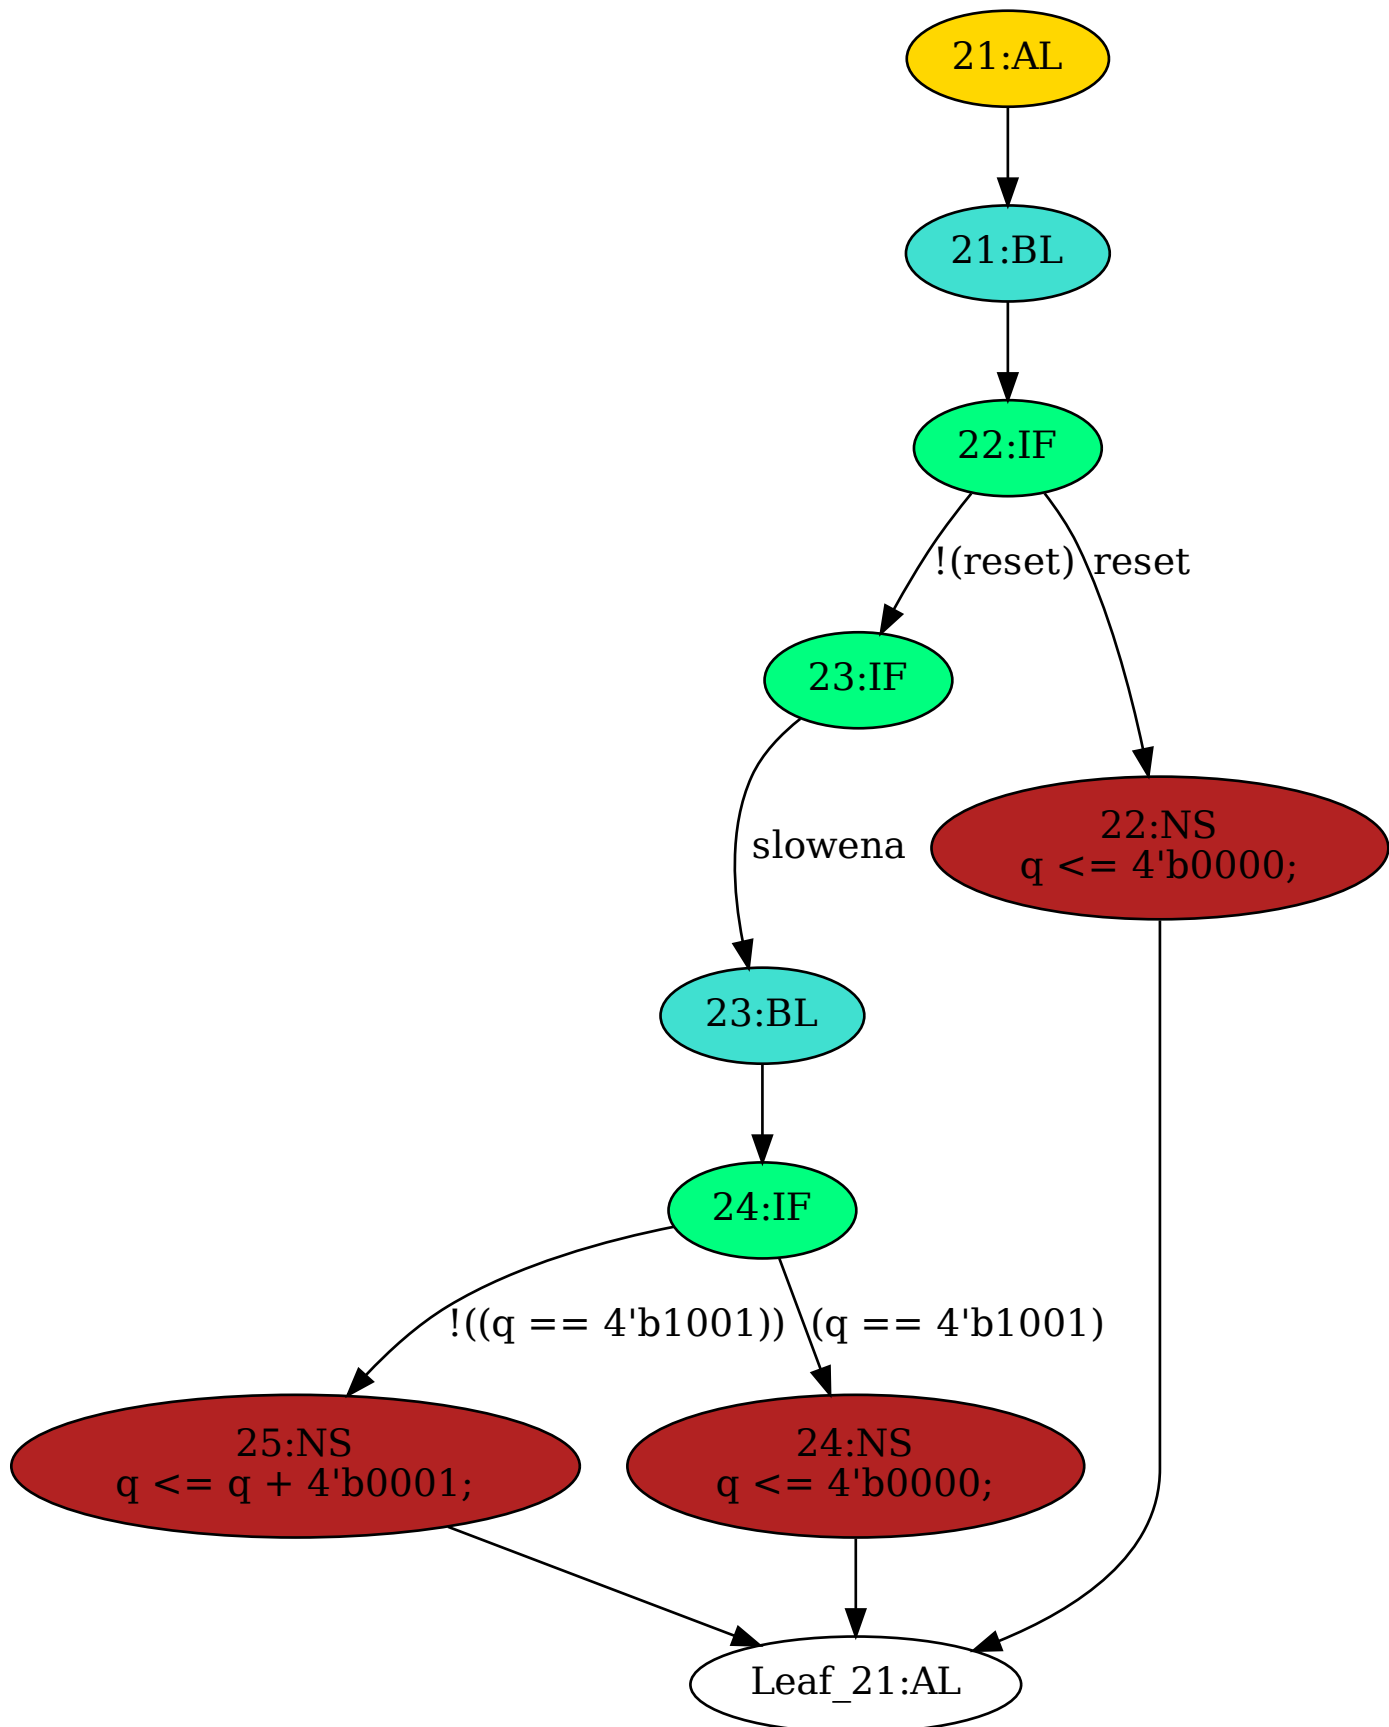 21:AL
21:BL
22:IF
!(reset)
reset
23:IF
22:NS
q <= 4'b0000;
slowena
23:BL
24:IF
!((q == 4'b1001))
(q == 4'b1001)
25:NS
q <= q + 4'b0001;
24:NS
q <= 4'b0000;
Leaf_21:AL